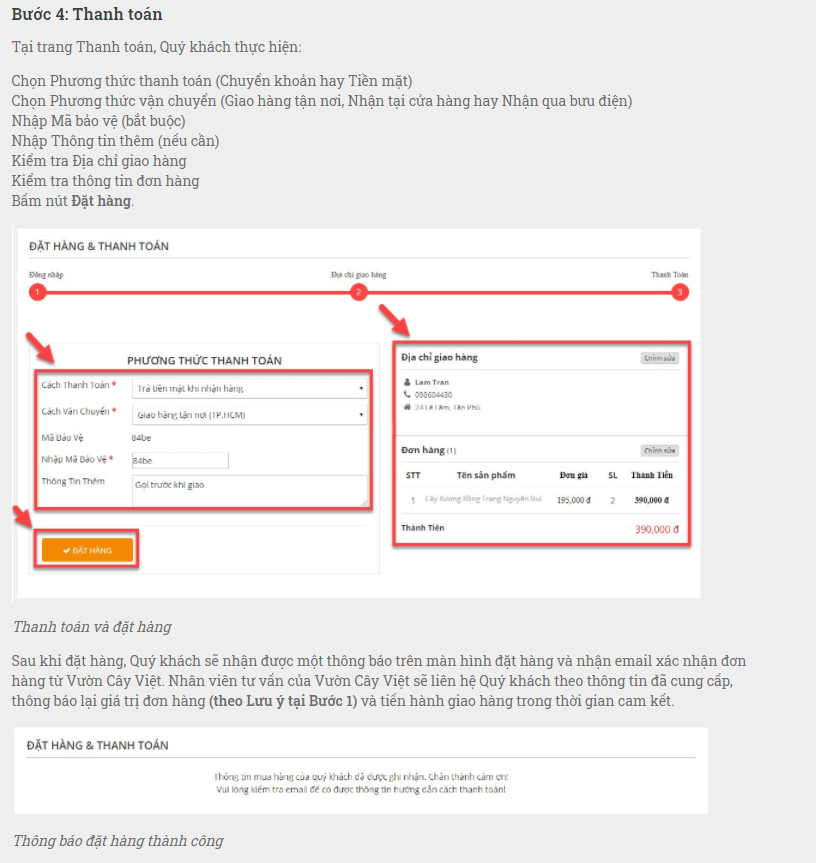 Bước 4: Thanh toán
Tại trang Thanh toán, Quý khách thực hiện:
Chọn Phương thức thanh toán (Chuyển khoản hay Tiền mặt)
Chọn Phương thức vận chuyển (Giao hàng tận nơi, Nhận tại cửa hàng hay Nhận qua bưu điện)
Nhập Mã bảo vệ (bắt buộc)
Nhập Thông tin thêm (nếu cần)
Kiểm tra Địa chỉ giao hàng
Kiểm tra thông tin đơn hàng
Bấm nút Đặt hàng.
ĐẶT HÀNG & THANH TOÁN
Đăng nhập Địa chỉ giao hàng Thanh Toán
1 2 3
PHƯƠNG THỨC THANH TOÁN
Cách Thanh Toán * Trả tiền mặt khi nhận hàng
Cách Vận Chuyển * Giao hàng tận nơi (TP.HCM)
Mã Bảo Vệ 84be
Nhập Mã Bảo Vệ * 84be
Thông Tin Thêm Gọi trước khi giao
ĐẶT HÀNG
Địa chỉ giao hàng Chỉnh sửa
Lam Tran
098604430
24 Lê Lâm, Tân Phú
Đơn hàng (1) Chỉnh sửa
STT Tên sản phẩm Đơn giá SL Thành Tiền
1 Cây Xương Rồng Trạng Nguyên Bụi 195,000 đ 2 390,000 đ
Thành Tiền 390,000 đ
Thanh toán và đặt hàng
Sau khi đặt hàng, Quý khách sẽ nhận được một thông báo trên màn hình đặt hàng và nhận email xác nhận đơn
hàng từ Vườn Cây Việt. Nhân viên tư vấn của Vườn Cây Việt sẽ liên hệ Quý khách theo thông tin đã cung cấp,
thông báo lại giá trị đơn hàng (theo Lưu ý tại Bước 1) và tiến hành giao hàng trong thời gian cam kết.
ĐẶT HÀNG & THANH TOÁN
Thông tin mua hàng của quý khách đã được ghi nhận. Chân thành cảm ơn!
Vui lòng kiểm tra email để có được thông tin hướng dẫn cách thanh toán!
Thông báo đặt hàng thành công